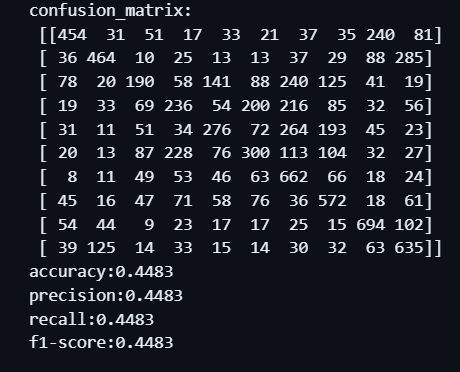 confusion_matrix:
[[454 31 51 17 33 21 37 35 240 81]
[ 36 464 10 25 13 13 37 29 88 285]
[ 78 20 190 58 141 88 240 125 41 19]
[ 19 33 69 236 54 200 216 85 32 56]
[ 31 11 51 34 276 72 264 193 45 23]
[ 20 13 87 228 76 300 113 104 32 27]
[ 8 11 49 53 46 63 662 66 18 24]
[ 45 16 47 71 58 76 36 572 18 61]
[ 54 44 9 23 17 17 25 15 694 102]
[ 39 125 14 33 15 14 30 32 63 635]]
accuracy:0.4483
precision:0.4483
recall:0.4483
f1-score:0.4483